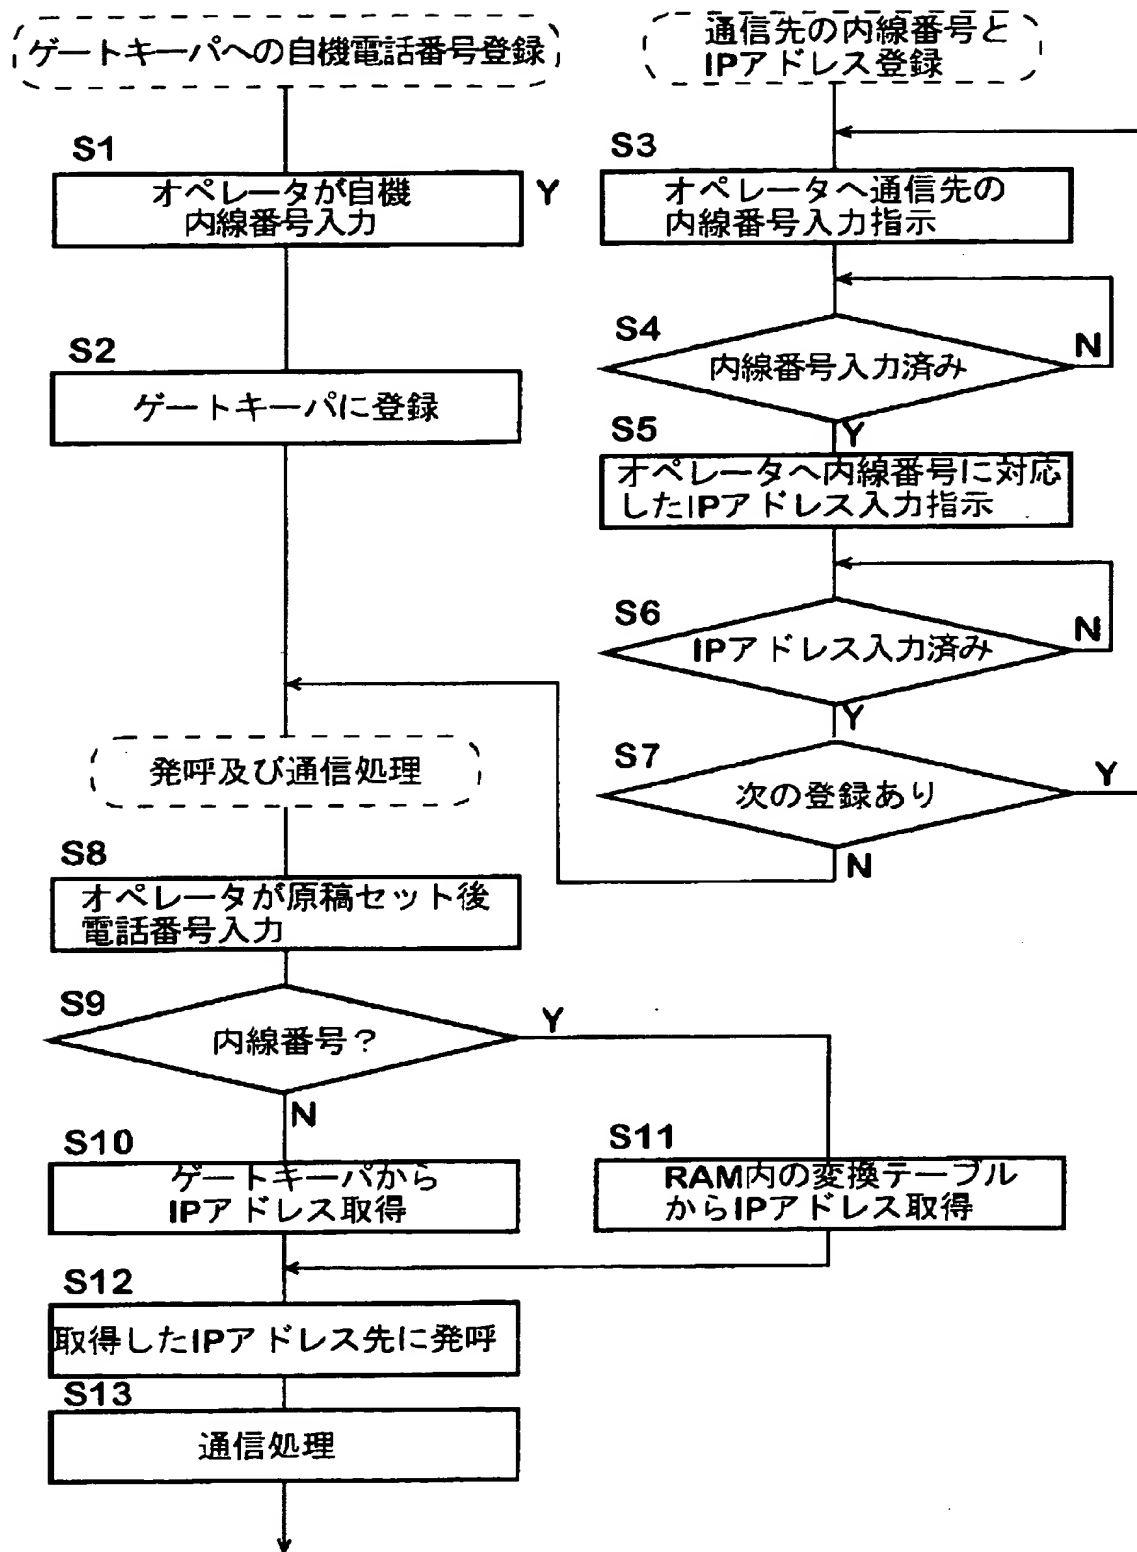 ゲートキーパへの自機電話番号登録
S1
オペレータが自機
内線番号入力
Y
S2
ゲートキーパに登録
通信先の内線番号と
IPアドレス登録
S3
オペレータへ通信先の
内線番号入力指示
S4
内線番号入力済み
N
Y
S5
オペレータへ内線番号に対応
したIPアドレス入力指示
S6
IPアドレス入力済み
N
Y
S7
次の登録あり
Y
N
発呼及び通信処理
S8
オペレータが原稿セット後
電話番号入力
S9
内線番号?
Y
N
S10
ゲートキーパから
IPアドレス取得
S11
RAM内の変換テーブル
からIPアドレス取得
S12
取得したIPアドレス先に発呼
S13
通信処理